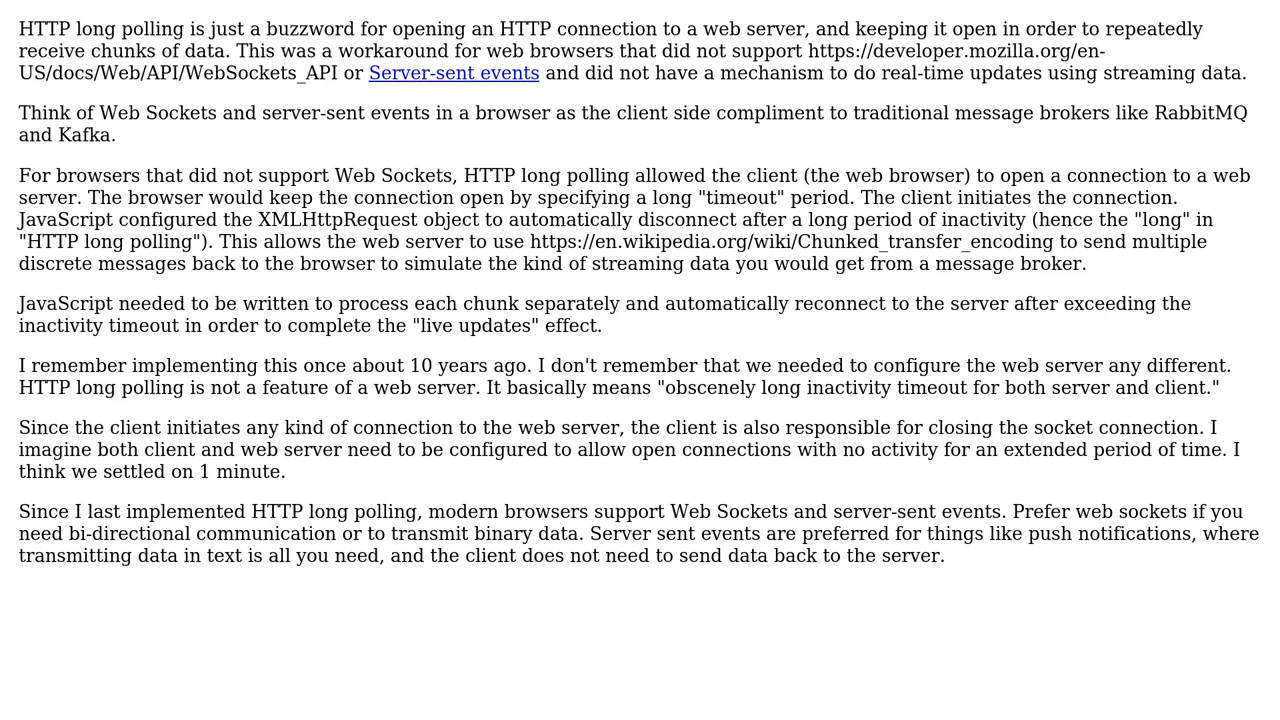 HTTP long polling is just a buzzword for opening an HTTP connection to a web server, and keeping it open in order to repeatedly
receive chunks of data. This was a workaround for web browsers that did not support https://developer.mozilla.org/en-
US/docs/Web/API/WebSockets_API or Server-sent events and did not have a mechanism to do real-time updates using streaming data.
Think of Web Sockets and server-sent events in a browser as the client side compliment to traditional message brokers like RabbitMQ
and Kafka.
For browsers that did not support Web Sockets, HTTP long polling allowed the client (the web browser) to open a connection to a web
server. The browser would keep the connection open by specifying a long "timeout" period. The client initiates the connection.
JavaScript configured the XMLHttpRequest object to automatically disconnect after a long period of inactivity (hence the "long" in
"HTTP long polling"). This allows the web server to use https://en.wikipedia.org/wiki/Chunked_transfer_encoding to send multiple
discrete messages back to the browser to simulate the kind of streaming data you would get from a message broker.
JavaScript needed to be written to process each chunk separately and automatically reconnect to the server after exceeding the
inactivity timeout in order to complete the "live updates" effect.
I remember implementing this once about 10 years ago. I don't remember that we needed to configure the web server any different.
HTTP long polling is not a feature of a web server. It basically means "obscenely long inactivity timeout for both server and client."
Since the client initiates any kind of connection to the web server, the client is also responsible for closing the socket connection. I
imagine both client and web server need to be configured to allow open connections with no activity for an extended period of time. I
think we settled on 1 minute.
Since I last implemented HTTP long polling, modern browsers support Web Sockets and server-sent events. Prefer web sockets if you
need bi-directional communication or to transmit binary data. Server sent events are preferred for things like push notifications, where
transmitting data in text is all you need, and the client does not need to send data back to the server.